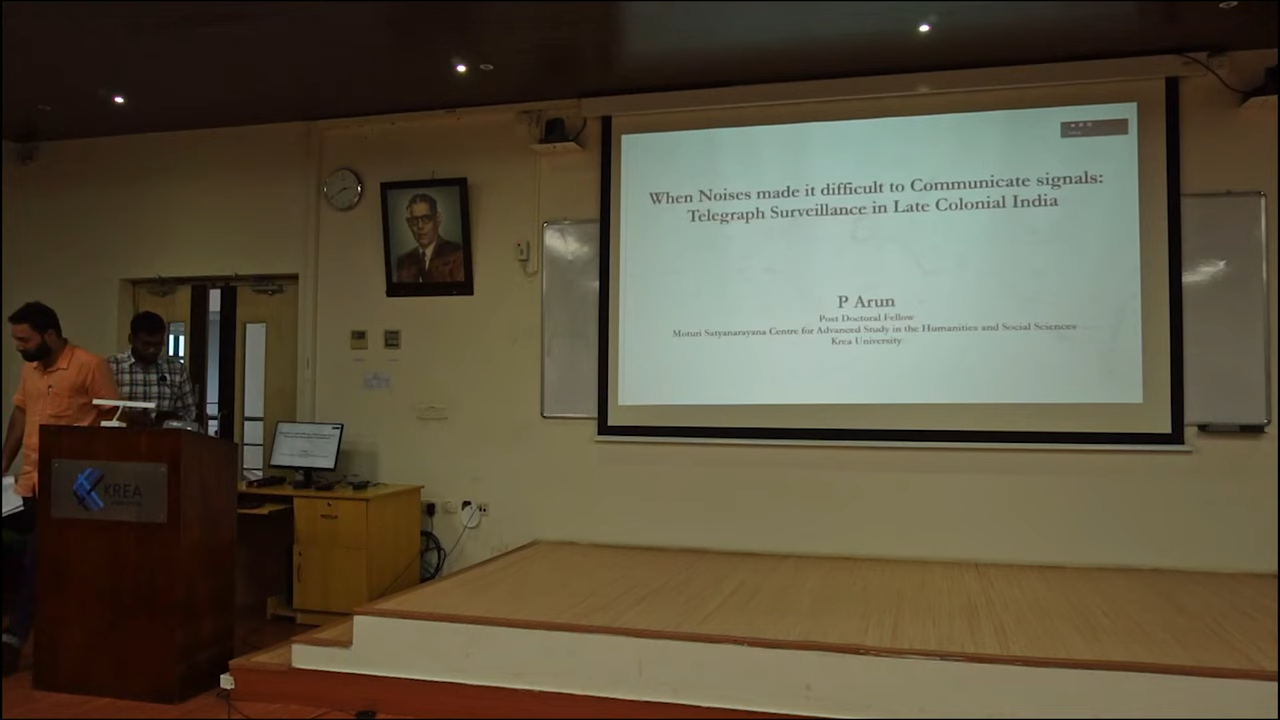 When Noises made it difficult to Communicate signals:
Telegraph Surveillance in Late Colonial India
P Arun
Post Doctoral Fellow
Moturi Satyanarayana Centre for Advanced Study in the Humanities and Social Sciences
Krea University
KREA